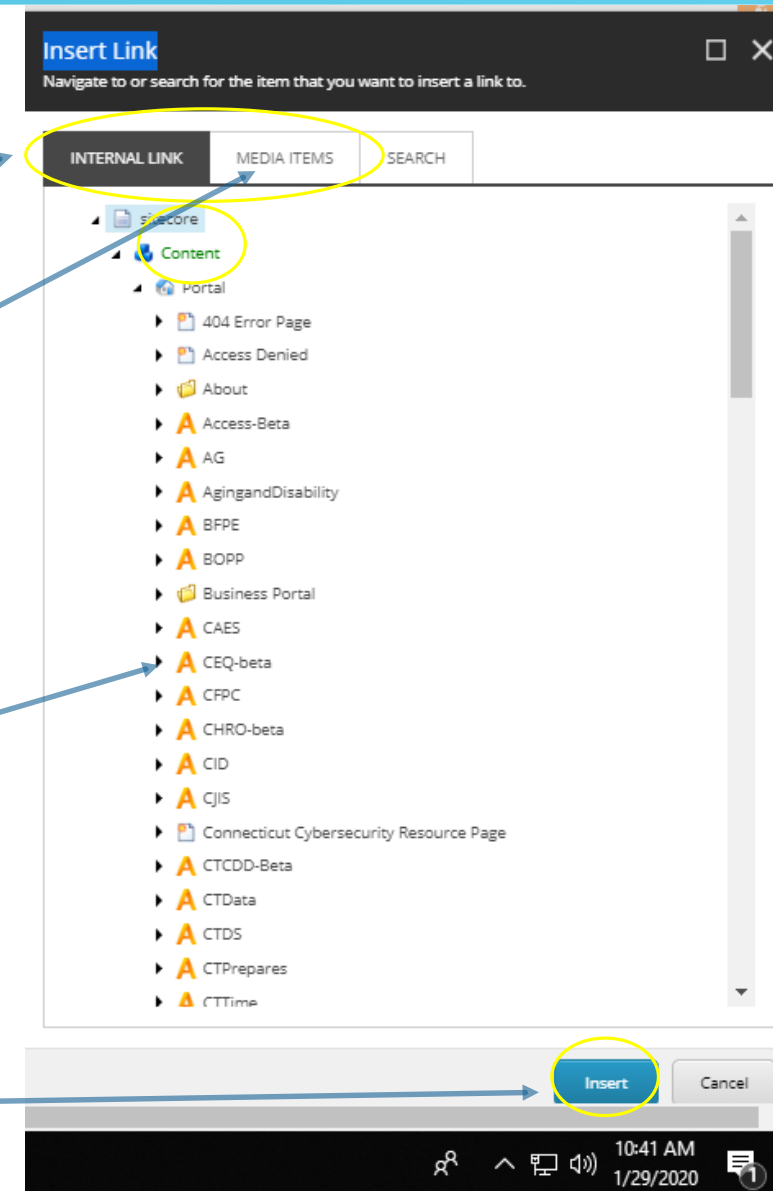 Insert Link
Navigate to or search for the item that you want to insert a link to.
INTERNAL LINK MEDIA ITEMS SEARCH
sitecore
Content
Portal
404 Error Page
Access Denied
About
Access-Beta
AG
AgingandDisability
BFPE
BOPP
Business Portal
CAES
CEQ-beta
CFPC
CHRO-beta
CID
CJIS
Connecticut Cybersecurity Resource Page
CTCDD-Beta
CTData
CTDS
CTPrepares
CTTime
Insert Cancel
10:41 AM
1/29/2020
1